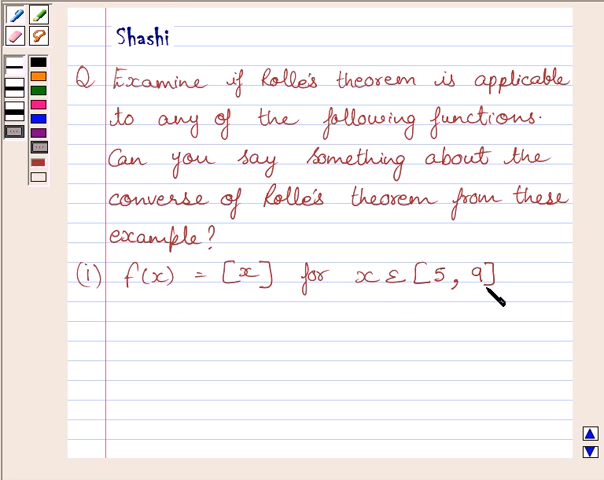 Shashi
Q Examine if Rolle's theorem is applicable
to any of the following functions.
Can you say something about the
converse of Rolle's theorem from these
example?
(i) f(x) = [x] for x ε [5, 9]